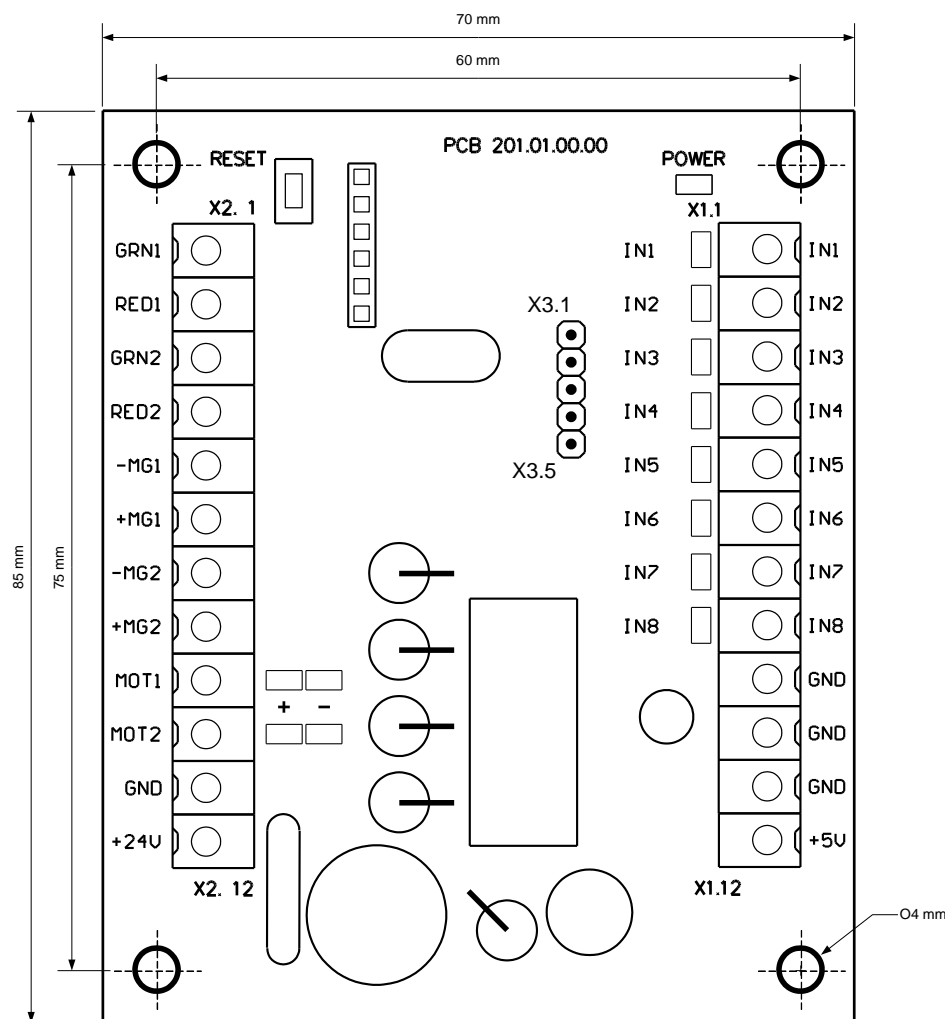 70 mm
60 mm
PCB 201.01.00.00
RESET
POWER
X2. 1
X1.1
GRN1
IN1
IN1
RED1
IN2
IN2
X3.1
GRN2
IN3
IN3
RED2
IN4
IN4
-MG1
X3.5
IN5
IN5
+MG1
IN6
IN6
85 mm
75 mm
-MG2
IN7
IN7
+MG2
IN8
IN8
MOT1
GND
+ -
MOT2
GND
GND
GND
+24V
+5V
X2. 12
X1.12
O4 mm